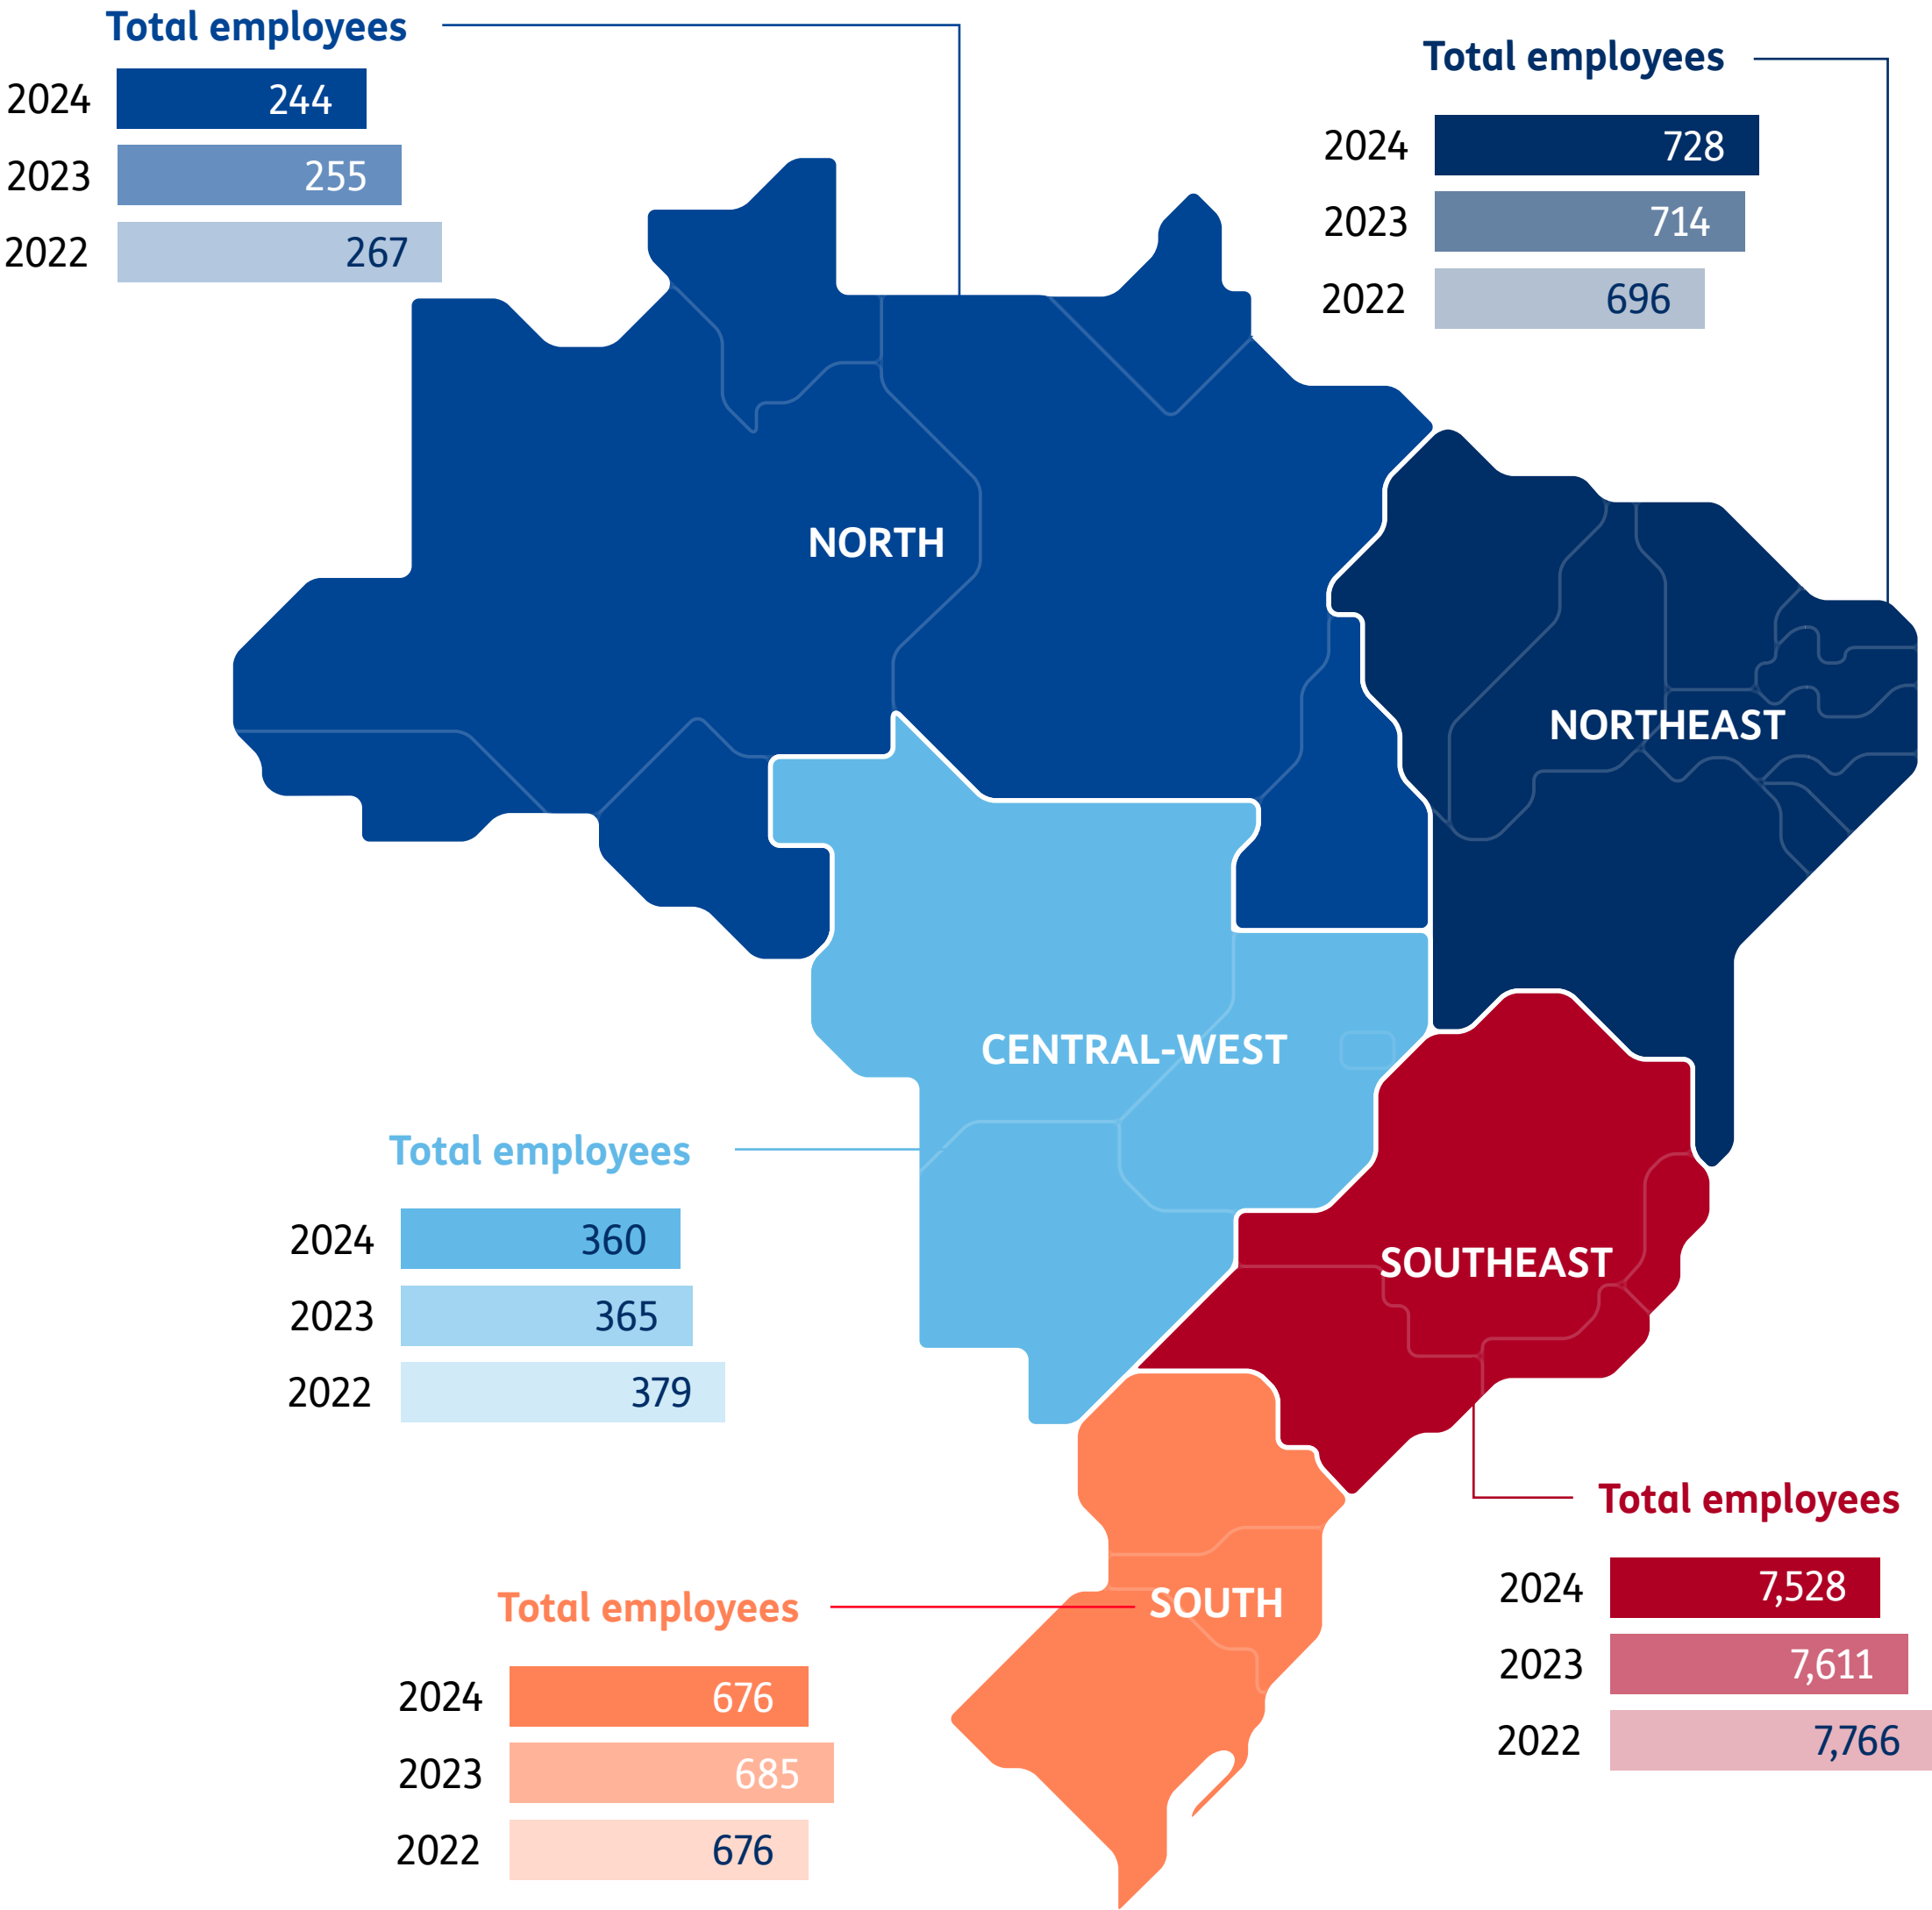 Total employees
2024 244
2023 255
2022 267
Total employees
2024 728
2023 714
2022 696
NORTH
NORTHEAST
CENTRAL-WEST
Total employees
2024 360
2023 365
2022 379
SOUTHEAST
Total employees
2024 7,528
2023 7,611
2022 7,766
SOUTH
Total employees
2024 676
2023 685
2022 676